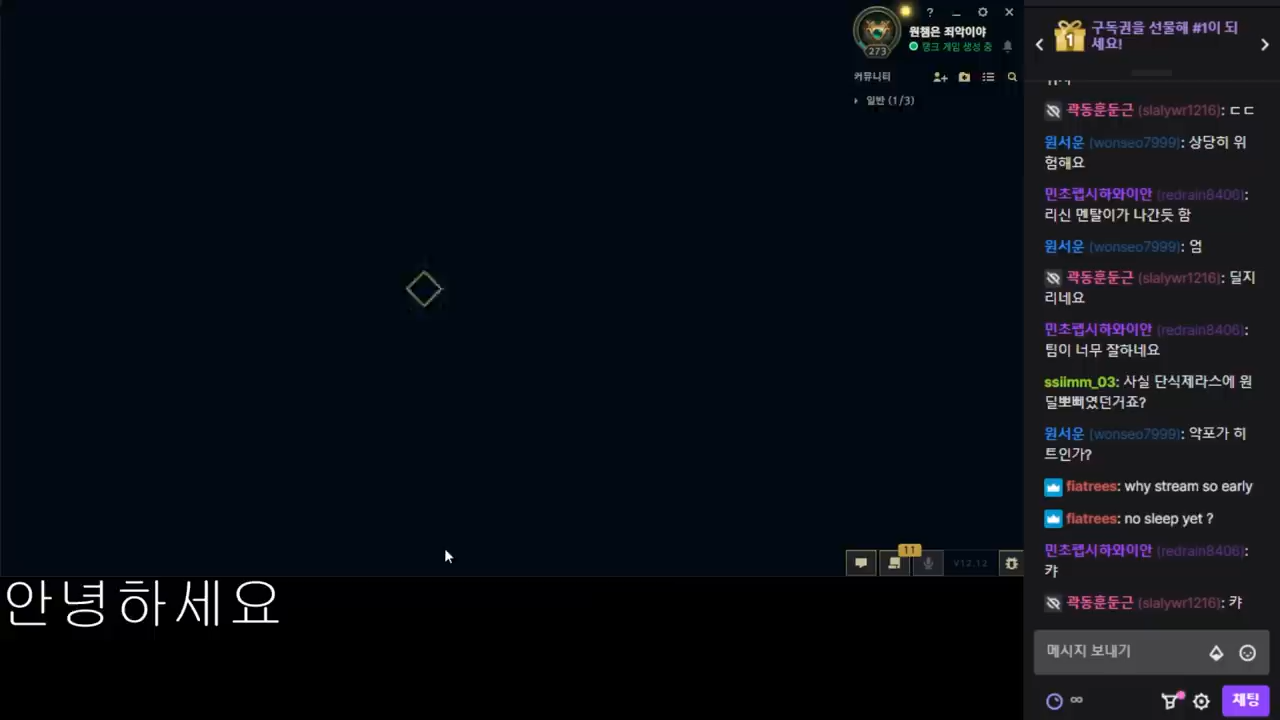 원챔은 죄악이야
273
랭크 게임 생성 중
커뮤니티
일반 (1/3)
11
V12.12
안녕하세요
1
구독권을 선물해 #1이 되
세요!
곽동훈둔근 (slalywr1216): ㄷㄷ
원서운 (wonseo7999): 상당히 위
험해요
민초팹시하와이안 (redrain8406):
리신 멘탈이가 나간듯 함
원서운 (wonseo7999): 엄
곽동훈둔근 (slalywr1216): 딜지
리네요
민초팹시하와이안 (redrain8406):
팀이 너무 잘하네요
ssiimm_03: 사실 단식제라스에 원
딜뽀삐였던거죠?
원서운 (wonseo7999): 악포가 히
트인가?
fiatrees: why stream so early
fiatrees: no sleep yet ?
민초팹시하와이안 (redrain8406):
캬
곽동훈둔근 (slalywr1216): 캬
메시지 보내기
채팅